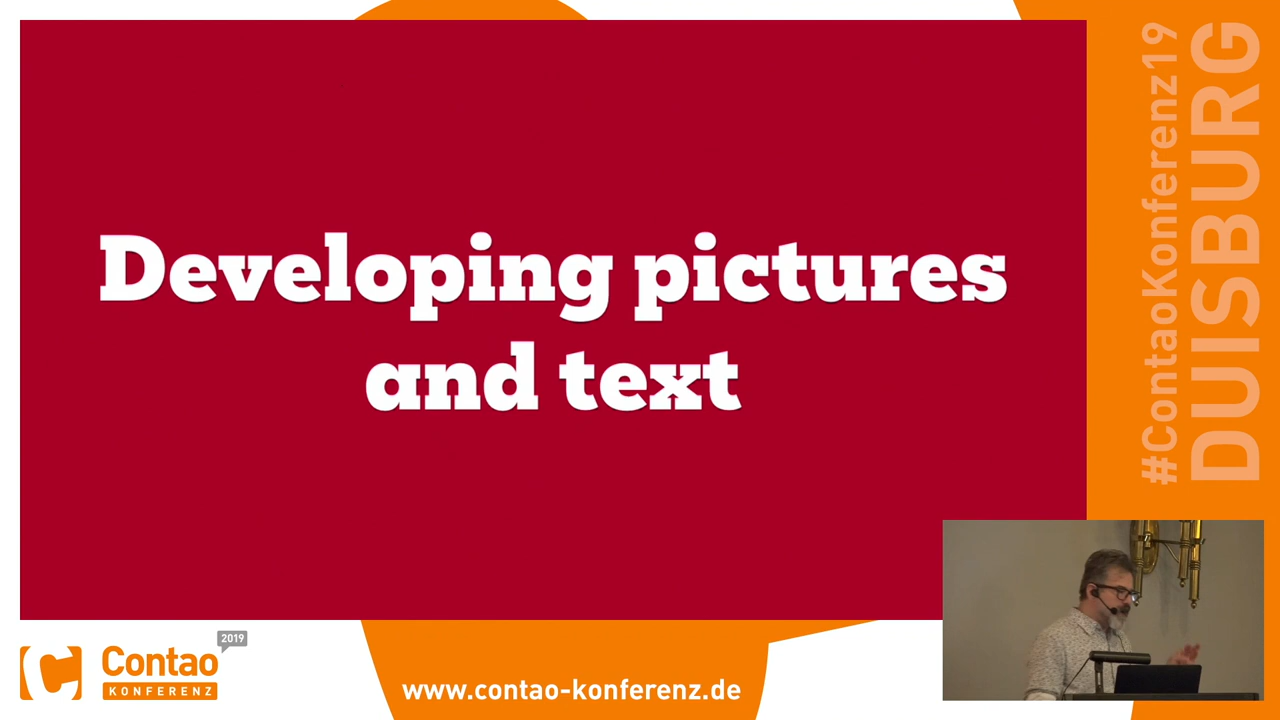 Developing pictures
and text
#ContaoKonferenz19
DUISBURG
2019
Contao
KONFERENZ
www.contao-konferenz.de